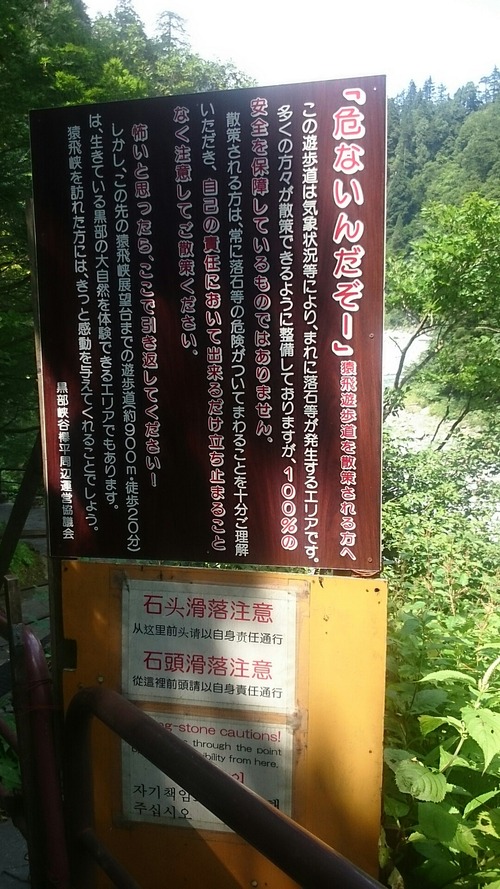 「危ないんだぞー」猿飛遊歩道を散策される方へ
この遊歩道は気象状況等により、まれに落石等が発生するエリアです。
多くの方々が散策できるように整備しておりますが、100%の
安全を保障しているものではありません。
散策される方は、常に落石等の危険がついてまわることを十分ご理解
いただき、自己の責任において出来るだけ立ち止まること
なく注意してご散策ください。
怖いと思ったら、ここで引き返してくださいー
しかし、この先の猿飛峡展望台までの遊歩道(約900m・徒歩20分)
は、生きている黒部の大自然を体験できるエリアでもあります。
猿飛峡を訪れた方には、きっと感動を与えてくれることでしょう。
黒部峡谷欅平周辺運営協議会
石头滑落注意
从这里前头请以自身责任通行
石頭滑落注意
從這裡前頭請以自身責任通行
-stone cautions!
through the point
from here.
자기책임
주십시오